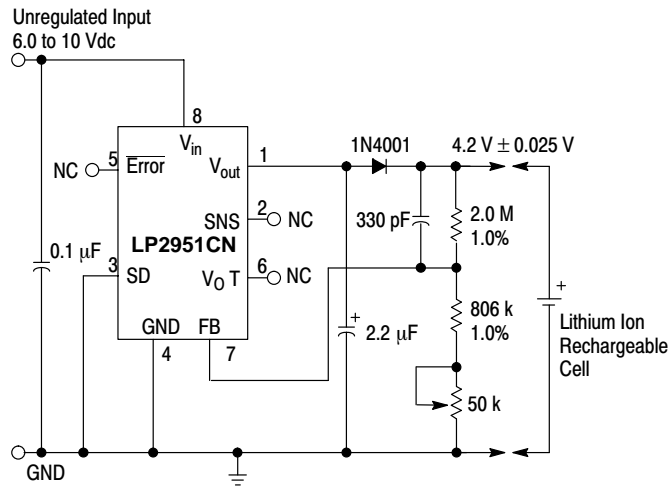 Unregulated Input
6.0 to 10 Vdc
8
1N4001
4.2 V ± 0.025 V
Vin
5
Error
Vout
1
NC
SNS
2
NC
330 pF
2.0 M
1.0%
LP2951CN
0.1 µF
3
SD
VO T
6
NC
806 k
1.0%
+
Lithium Ion
Rechargeable
Cell
GND
FB
+
2.2 µF
4
7
50 k
GND